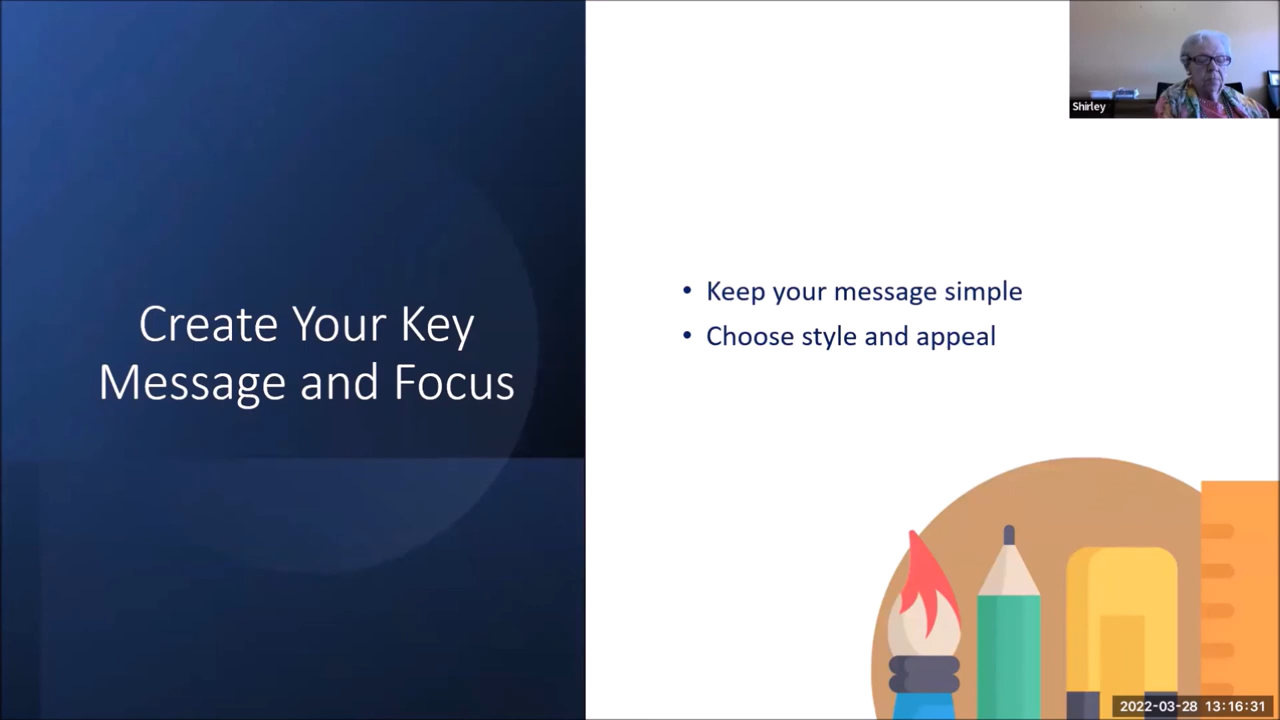 Create Your Key
Message and Focus
• Keep your message simple
• Choose style and appeal
Shirley
2022-03-28 13:16:31